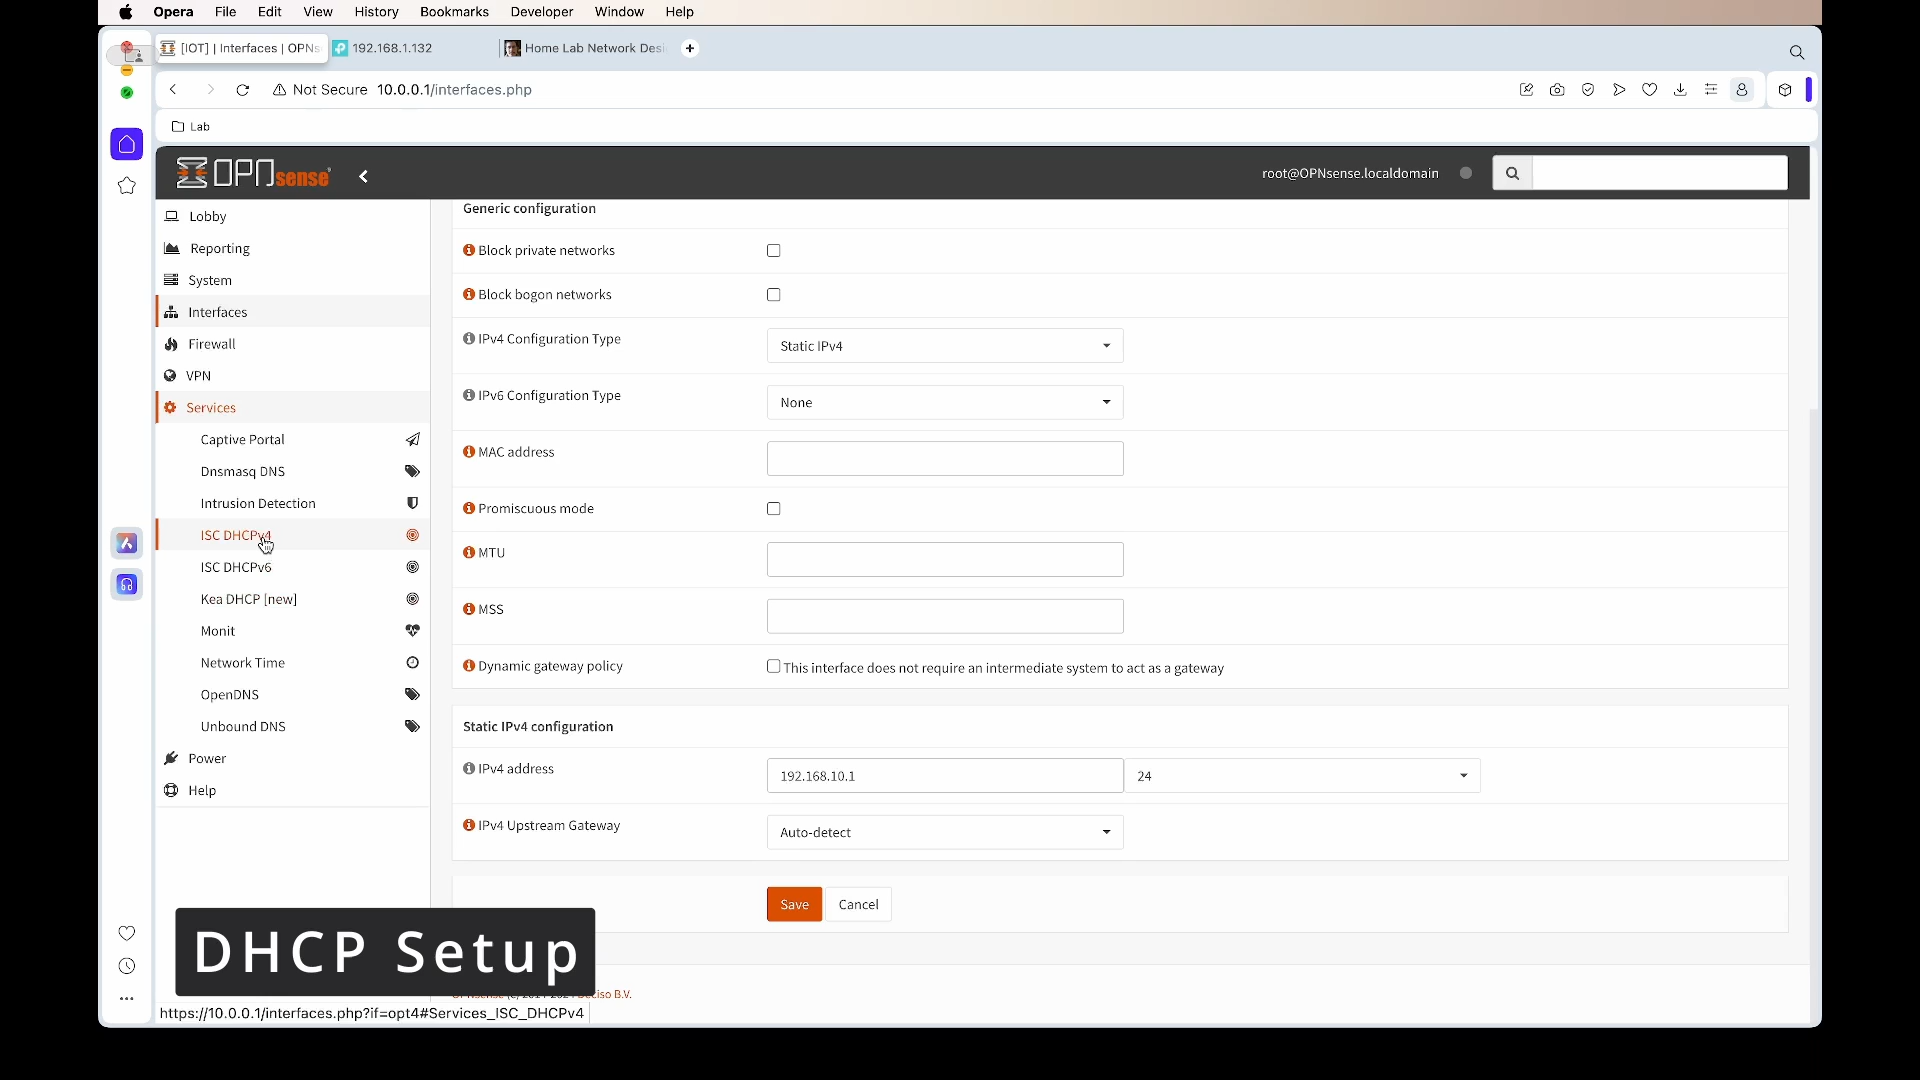 Opera File Edit View History Bookmarks Developer Window Help
[IOT] | Interfaces | OPNs
192.168.1.132
Home Lab Network Desi
Not Secure 10.0.0.1/interfaces.php
Lab
OPNsense
root@OPNsense.localdomain
Lobby
Reporting
System
Interfaces
Firewall
VPN
Services
Captive Portal
Dnsmasq DNS
Intrusion Detection
ISC DHCPv4
ISC DHCPv6
Kea DHCP [new]
Monit
Network Time
OpenDNS
Unbound DNS
Power
Help
Generic configuration
Block private networks
Block bogon networks
IPv4 Configuration Type
Static IPv4
IPv6 Configuration Type
None
MAC address
Promiscuous mode
MTU
MSS
Dynamic gateway policy
This interface does not require an intermediate system to act as a gateway
Static IPv4 configuration
IPv4 address
192.168.10.1
24
IPv4 Upstream Gateway
Auto-detect
Save
Cancel
DHCP Setup
B.V.
https://10.0.0.1/interfaces.php?if=opt4#Services_ISC_DHCPv4